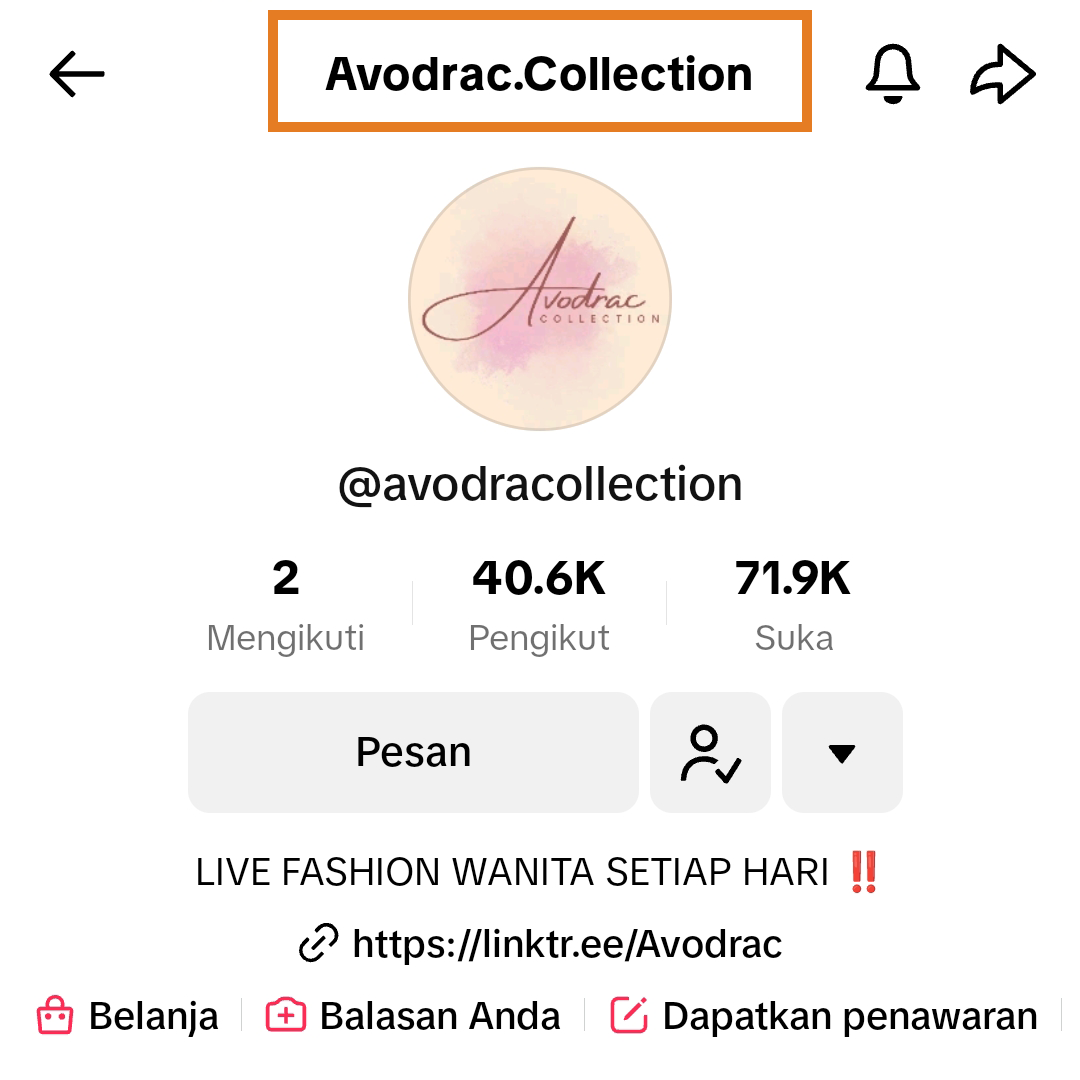 Avodrac.Collection
Avodrac
COLLECTION
@avodracollection
2 40.6K 71.9K
Mengikuti Pengikut Suka
Pesan
LIVE FASHION WANITA SETIAP HARI ‼️
https://linktr.ee/Avodrac
Belanja Balasan Anda Dapatkan penawaran